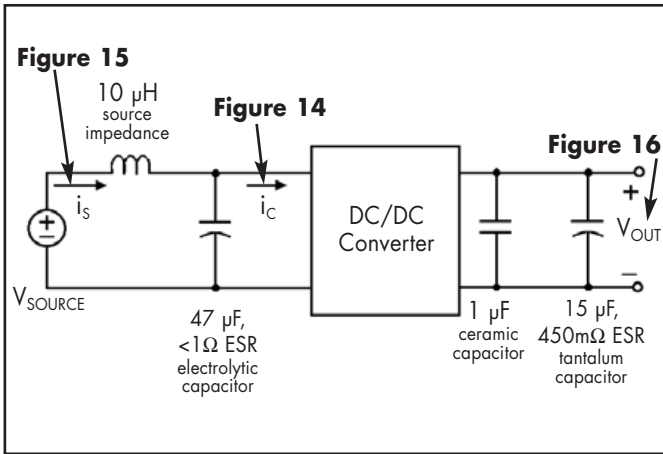 Figure 15
10 µH
source
impedance
Figure 14
Figure 16
iS
iC
DC/DC
Converter
+
VOUT
–
+
–
VSOURCE
47 µF,
<1Ω ESR
electrolytic
capacitor
1 µF
ceramic
capacitor
15 µF,
450mΩ ESR
tantalum
capacitor